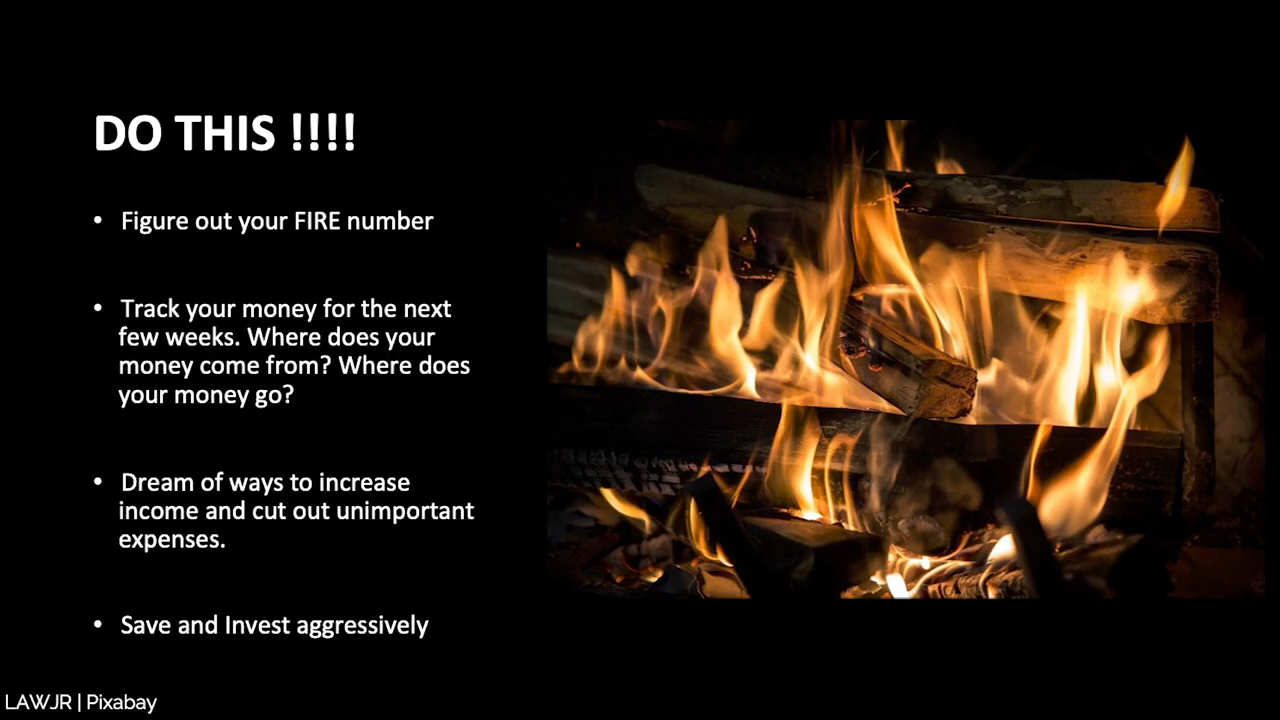 DO THIS !!!!
• Figure out your FIRE number
• Track your money for the next
few weeks. Where does your
money come from? Where does
your money go?
• Dream of ways to increase
income and cut out unimportant
expenses.
• Save and Invest aggressively
LAWJR | Pixabay